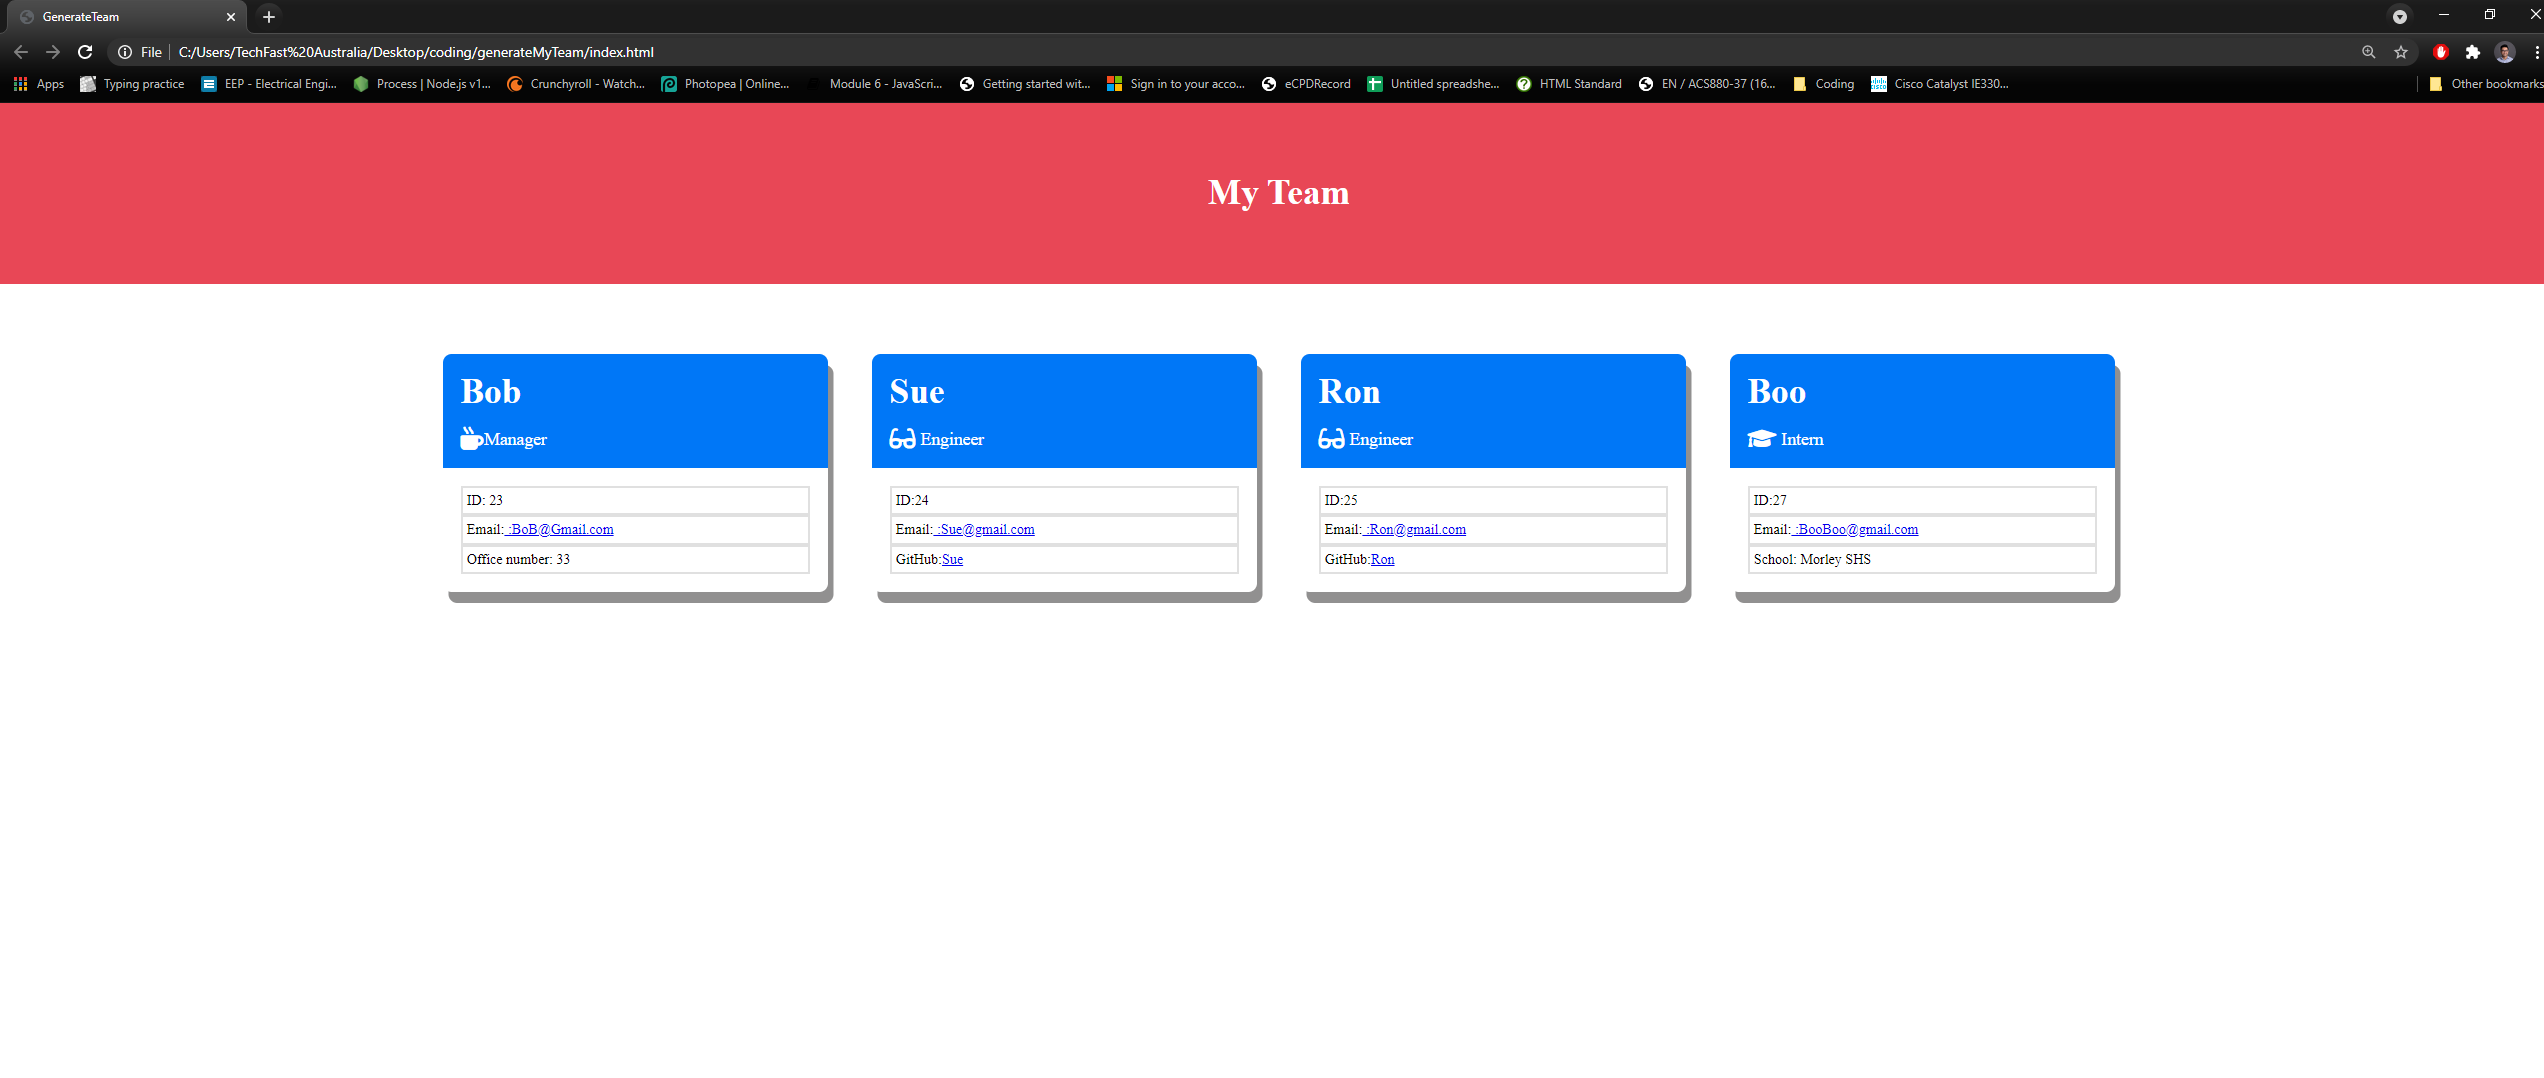 GenerateTeam
File C:/Users/TechFast%20Australia/Desktop/coding/generateMyTeam/index.html
Apps Typing practice EEP - Electrical Engi... Process | Node.js v1... Crunchyroll - Watch... Photopea | Online... Module 6 - JavaScri... Getting started wit... Sign in to your acco... eCPDRecord Untitled spreadshe... HTML Standard EN / ACS880-37 (16... Coding Cisco Catalyst IE330... Other bookmarks
My Team
Bob
Manager
ID: 23
Email: :BoB@Gmail.com
Office number: 33
Sue
Engineer
ID:24
Email: :Sue@gmail.com
GitHub:Sue
Ron
Engineer
ID:25
Email: :Ron@gmail.com
GitHub:Ron
Boo
Intern
ID:27
Email: :BooBoo@gmail.com
School: Morley SHS